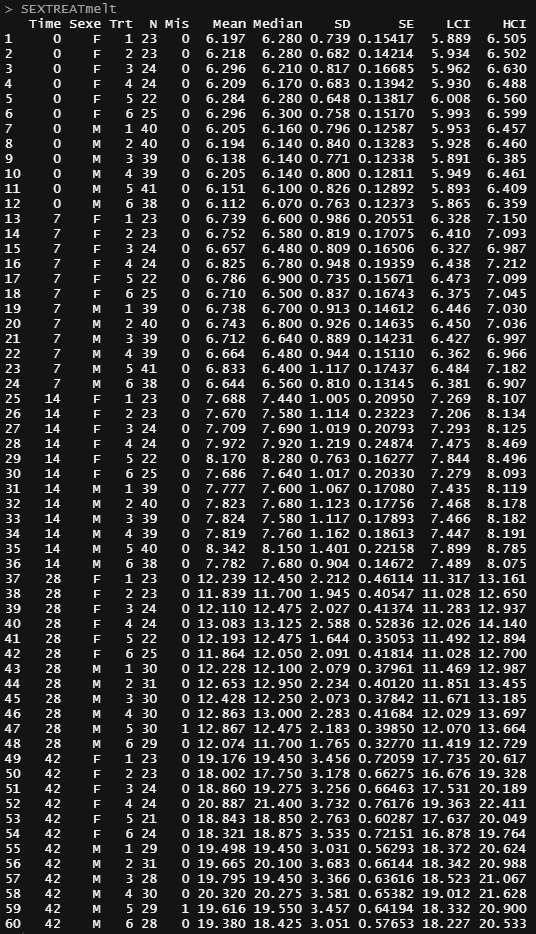 > SEXTREATmelt
Time Sexe Trt N Mis Mean Median SD SE LCI HCI
1 0 F 1 23 0 6.197 6.280 0.739 0.15417 5.889 6.505
2 0 F 2 23 0 6.218 6.280 0.682 0.14214 5.934 6.502
3 0 F 3 24 0 6.296 6.210 0.817 0.16685 5.962 6.630
4 0 F 4 24 0 6.209 6.170 0.683 0.13942 5.930 6.488
5 0 F 5 22 0 6.284 6.280 0.648 0.13817 6.008 6.560
6 0 F 6 25 0 6.296 6.300 0.758 0.15170 5.993 6.599
7 0 M 1 40 0 6.205 6.160 0.796 0.12587 5.953 6.457
8 0 M 2 40 0 6.194 6.140 0.840 0.13283 5.928 6.460
9 0 M 3 39 0 6.138 6.140 0.771 0.12338 5.891 6.385
10 0 M 4 39 0 6.205 6.140 0.800 0.12811 5.949 6.461
11 0 M 5 41 0 6.151 6.100 0.826 0.12892 5.893 6.409
12 0 M 6 38 0 6.112 6.070 0.763 0.12373 5.865 6.359
13 7 F 1 23 0 6.739 6.600 0.986 0.20551 6.328 7.150
14 7 F 2 23 0 6.752 6.580 0.819 0.17075 6.410 7.093
15 7 F 3 24 0 6.657 6.480 0.809 0.16506 6.327 6.987
16 7 F 4 24 0 6.825 6.780 0.948 0.19359 6.438 7.212
17 7 F 5 22 0 6.786 6.900 0.735 0.15671 6.473 7.099
18 7 F 6 25 0 6.710 6.500 0.837 0.16743 6.375 7.045
19 7 M 1 39 0 6.738 6.700 0.913 0.14612 6.446 7.030
20 7 M 2 40 0 6.743 6.800 0.926 0.14635 6.450 7.036
21 7 M 3 39 0 6.712 6.640 0.889 0.14231 6.427 6.997
22 7 M 4 39 0 6.664 6.480 0.944 0.15110 6.362 6.966
23 7 M 5 41 0 6.833 6.400 1.117 0.17437 6.484 7.182
24 7 M 6 38 0 6.644 6.560 0.810 0.13145 6.381 6.907
25 14 F 1 23 0 7.688 7.440 1.005 0.20950 7.269 8.107
26 14 F 2 23 0 7.670 7.580 1.114 0.23223 7.206 8.134
27 14 F 3 24 0 7.709 7.690 1.019 0.20793 7.293 8.125
28 14 F 4 24 0 7.972 7.920 1.219 0.24874 7.475 8.469
29 14 F 5 22 0 8.170 8.280 0.763 0.16277 7.844 8.496
30 14 F 6 25 0 7.686 7.640 1.017 0.20330 7.279 8.093
31 14 M 1 39 0 7.777 7.600 1.067 0.17080 7.435 8.119
32 14 M 2 40 0 7.823 7.680 1.123 0.17756 7.468 8.178
33 14 M 3 39 0 7.824 7.580 1.117 0.17893 7.466 8.182
34 14 M 4 39 0 7.819 7.760 1.162 0.18613 7.447 8.191
35 14 M 5 40 0 8.342 8.150 1.401 0.22158 7.899 8.785
36 14 M 6 38 0 7.782 7.680 0.904 0.14672 7.489 8.075
37 28 F 1 23 0 12.239 12.450 2.212 0.46114 11.317 13.161
38 28 F 2 23 0 11.839 11.700 1.945 0.40547 11.028 12.650
39 28 F 3 24 0 12.110 12.475 2.027 0.41374 11.283 12.937
40 28 F 4 24 0 13.083 13.125 2.588 0.52836 12.026 14.140
41 28 F 5 22 0 12.193 12.475 1.644 0.35053 11.492 12.894
42 28 F 6 25 0 11.864 12.050 2.091 0.41814 11.028 12.700
43 28 M 1 30 0 12.228 12.100 2.079 0.37961 11.469 12.987
44 28 M 2 31 0 12.653 12.950 2.234 0.40120 11.851 13.455
45 28 M 3 30 0 12.428 12.250 2.073 0.37842 11.671 13.185
46 28 M 4 30 0 12.863 13.000 2.283 0.41684 12.029 13.697
47 28 M 5 30 1 12.867 12.475 2.183 0.39850 12.070 13.664
48 28 M 6 29 0 12.074 11.700 1.765 0.32770 11.419 12.729
49 42 F 1 23 0 19.176 19.450 3.456 0.72059 17.735 20.617
50 42 F 2 23 0 18.002 17.750 3.178 0.66275 16.676 19.328
51 42 F 3 24 0 18.860 19.275 3.256 0.66463 17.531 20.189
52 42 F 4 24 0 20.887 21.400 3.732 0.76176 19.363 22.411
53 42 F 5 21 0 18.843 18.850 2.763 0.60287 17.637 20.049
54 42 F 6 24 0 18.321 18.875 3.535 0.72151 16.878 19.764
55 42 M 1 29 0 19.498 19.450 3.031 0.56293 18.372 20.624
56 42 M 2 31 0 19.665 20.100 3.683 0.66144 18.342 20.988
57 42 M 3 28 0 19.795 19.450 3.366 0.63616 18.523 21.067
58 42 M 4 30 0 20.320 20.275 3.581 0.65382 19.012 21.628
59 42 M 5 29 1 19.616 19.550 3.457 0.64194 18.332 20.900
60 42 M 6 28 0 19.380 18.425 3.051 0.57653 18.227 20.533